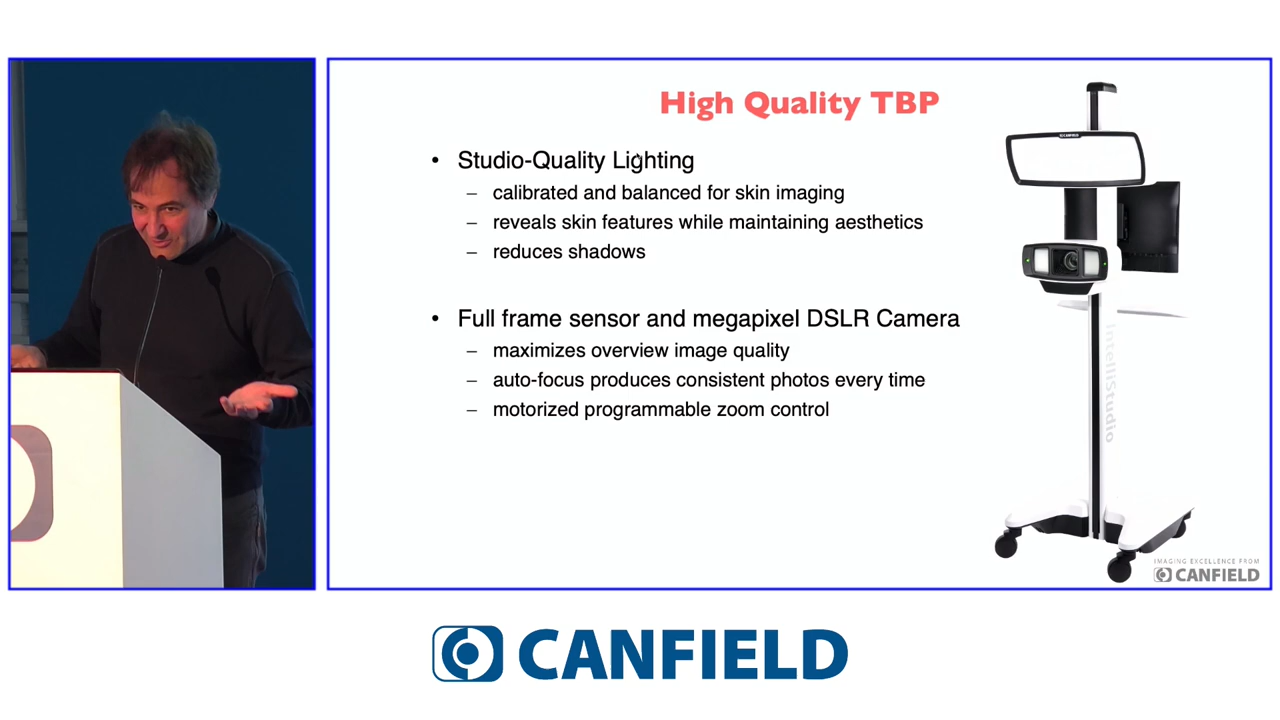 High Quality TBP
• Studio-Quality Lighting
– calibrated and balanced for skin imaging
– reveals skin features while maintaining aesthetics
– reduces shadows
• Full frame sensor and megapixel DSLR Camera
– maximizes overview image quality
– auto-focus produces consistent photos every time
– motorized programmable zoom control
CANFIELD
intelliStudio
IMAGING EXCELLENCE FROM
CANFIELD
CANFIELD